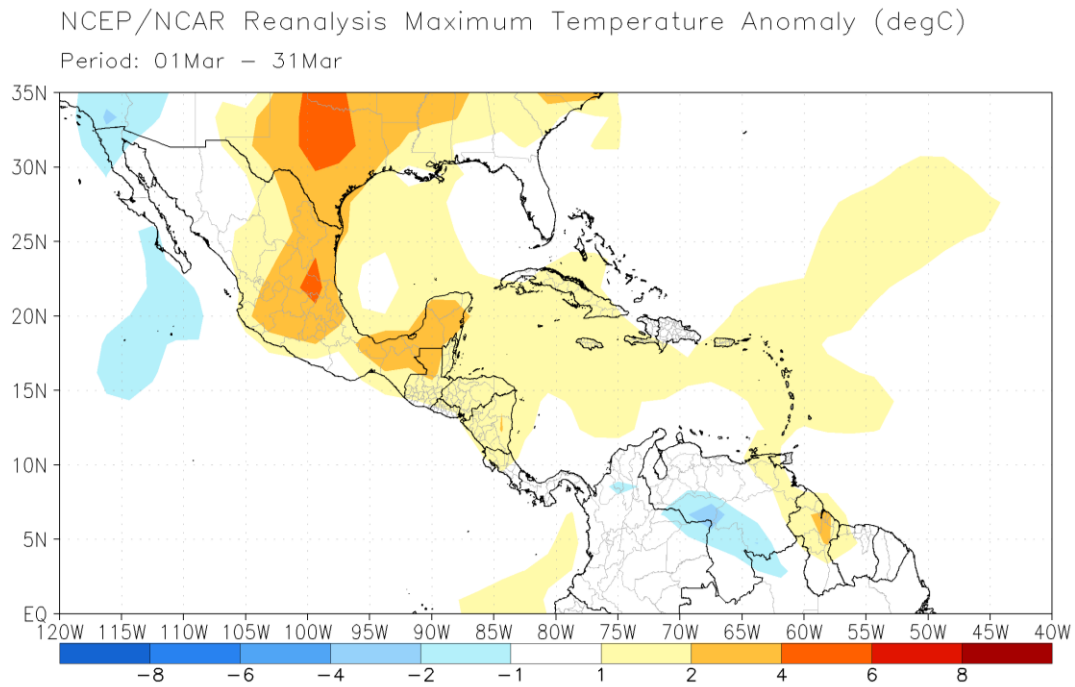 NCEP/NCAR Reanalysis Maximum Temperature Anomaly (degC)
Period: 01Mar – 31Mar
35N
30N
25N
20N
15N
10N
5N
EQ
120W 115W 110W 105W 100W 95W 90W 85W 80W 75W 70W 65W 60W 55W 50W 45W 40W
-8 -6 -4 -2 -1 1 2 4 6 8